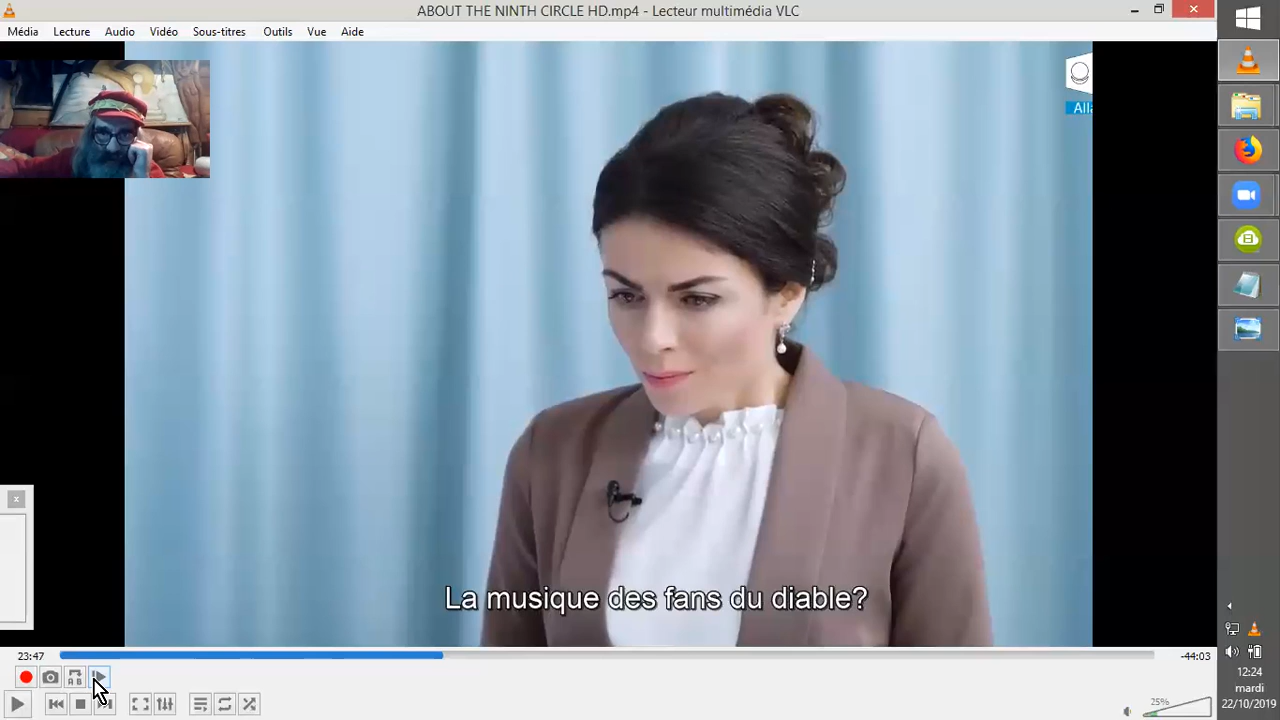 ABOUT THE NINTH CIRCLE HD.mp4 - Lecteur multimédia VLC
Média Lecture Audio Vidéo Sous-titres Outils Vue Aide
All
La musique des fans du diable?
23:47 -44:03
A B
25%
12:24
mardi
22/10/2019